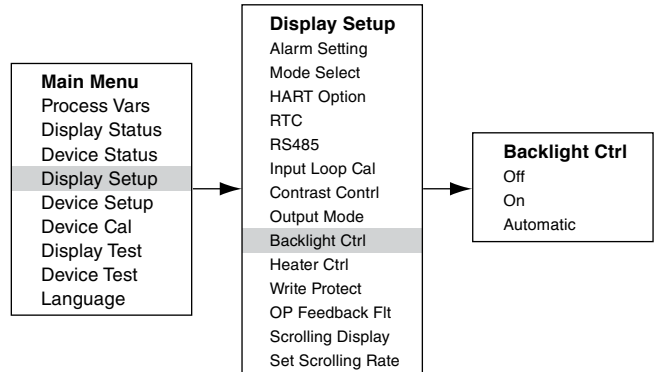 Main Menu
Process Vars
Display Status
Device Status
Display Setup
Device Setup
Device Cal
Display Test
Device Test
Language
Display Setup
Alarm Setting
Mode Select
HART Option
RTC
RS485
Input Loop Cal
Contrast Contrl
Output Mode
Backlight Ctrl
Heater Ctrl
Write Protect
OP Feedback Flt
Scrolling Display
Set Scrolling Rate
Backlight Ctrl
Off
On
Automatic